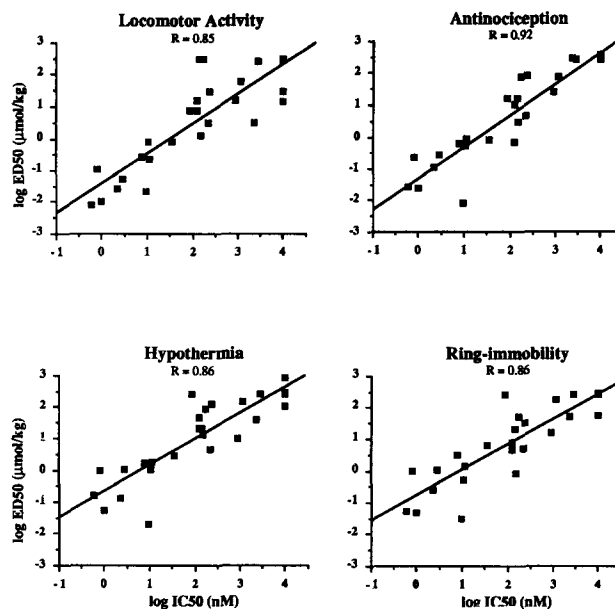 Locomotor Activity
R = 0.85
3
2
1
0
-1
-2
-3
log ED50 (μmol/kg)
-1 0 1 2 3 4
Antinociception
R = 0.92
3
2
1
0
-1
-2
-3
-1 0 1 2 3 4
Hypothermia
R = 0.86
3
2
1
0
-1
-2
-3
log ED50 (μmol/kg)
-1 0 1 2 3 4
log IC50 (nM)
Ring-immobility
R = 0.86
3
2
1
0
-1
-2
-3
-1 0 1 2 3 4
log IC50 (nM)